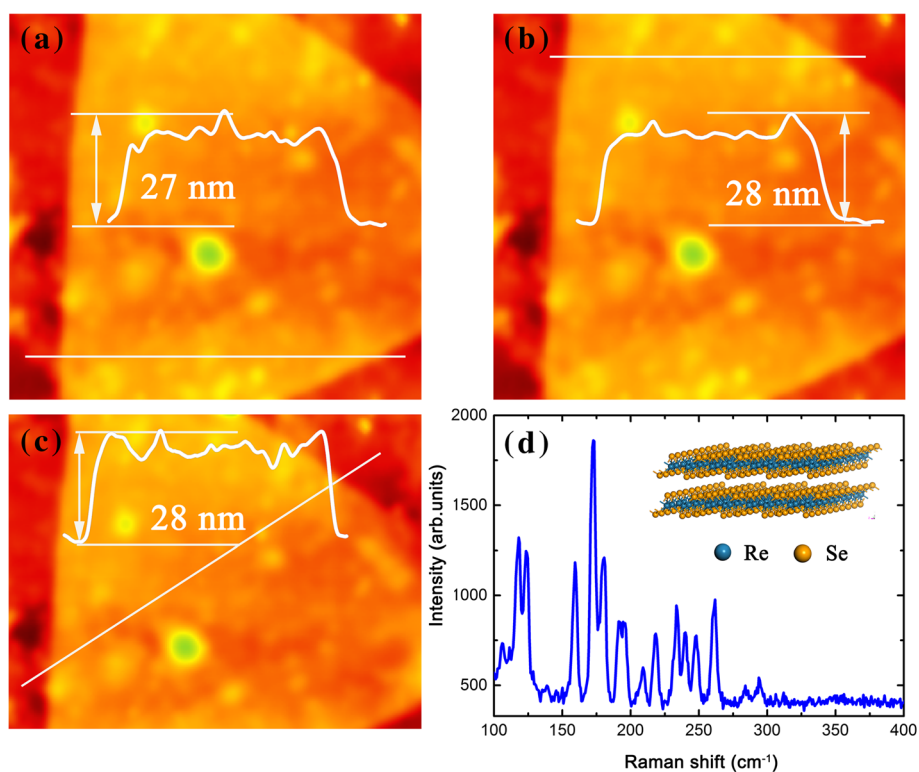 (a)
27 nm
(b)
28 nm
(c)
28 nm
(d)
Re
Se
Intensity (arb.units)
2000
1500
1000
500
100
150
200
250
300
350
400
Raman shift (cm⁻¹)